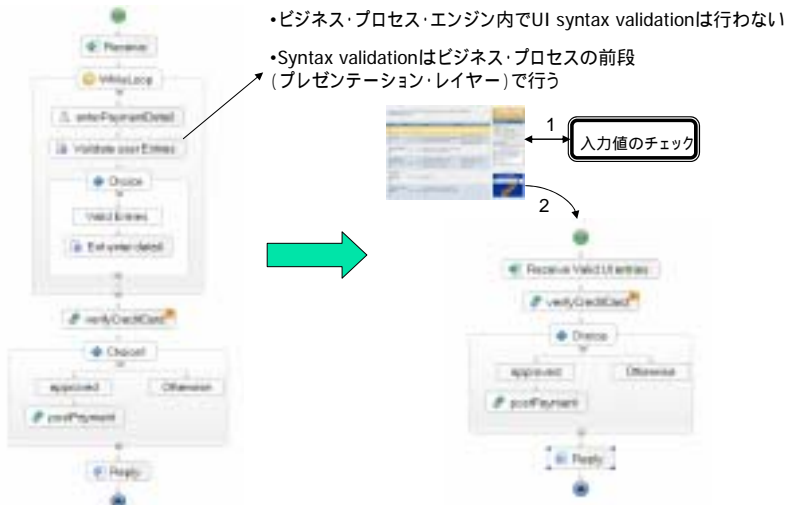 •ビジネス･プロセス･エンジン内でUI syntax validationは行わない
•Syntax validationはビジネス･プロセスの前段
(プレゼンテーション･レイヤー)で行う
Receive
WhileLoop
enterPaymentDetail
Validate user Entries
Choice
Valid Entries
Exit enter detail
verifyCreditCard
Choice1
approved
Otherwise
postPayment
Reply
1
入力値のチェック
2
Receive Valid UI entries
verifyCreditCard
Choice
approved
Otherwise
postPayment
Reply